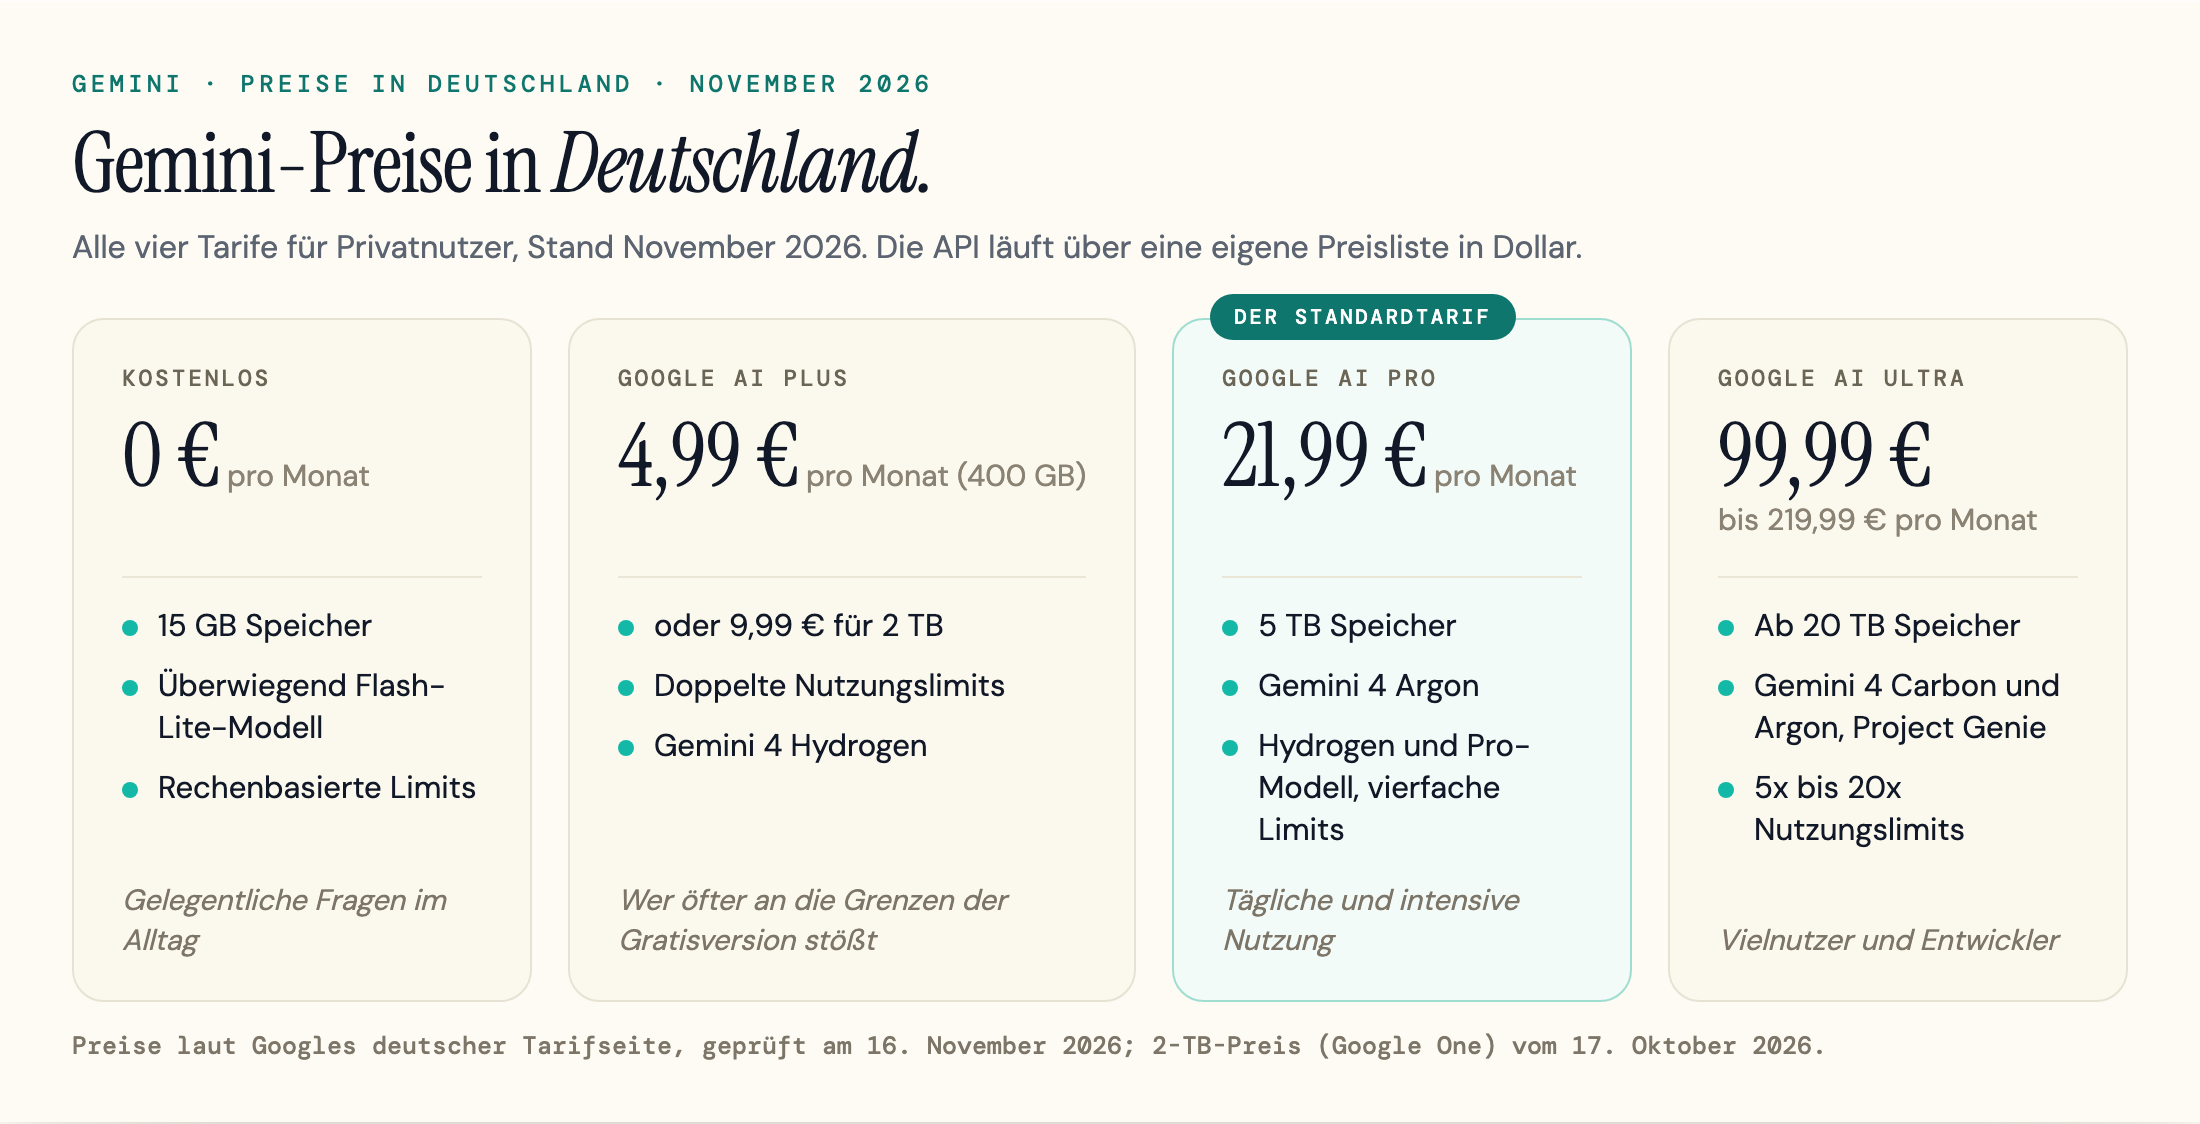 GEMINI · PREISE IN DEUTSCHLAND · NOVEMBER 2026
Gemini-Preise in Deutschland.
Alle vier Tarife für Privatnutzer, Stand November 2026. Die API läuft über eine eigene Preisliste in Dollar.
KOSTENLOS
0 € pro Monat
15 GB Speicher
Überwiegend Flash-
Lite-Modell
Rechenbasierte Limits
Gelegentliche Fragen im
Alltag
GOOGLE AI PLUS
4,99 € pro Monat (400 GB)
oder 9,99 € für 2 TB
Doppelte Nutzungslimits
Gemini 4 Hydrogen
Wer öfter an die Grenzen der
Gratisversion stößt
DER STANDARDTARIF
GOOGLE AI PRO
21,99 € pro Monat
5 TB Speicher
Gemini 4 Argon
Hydrogen und Pro-
Modell, vierfache
Limits
Tägliche und intensive
Nutzung
GOOGLE AI ULTRA
99,99 €
bis 219,99 € pro Monat
Ab 20 TB Speicher
Gemini 4 Carbon und
Argon, Project Genie
5x bis 20x
Nutzungslimits
Vielnutzer und Entwickler
Preise laut Googles deutscher Tarifseite, geprüft am 16. November 2026; 2-TB-Preis (Google One) vom 17. Oktober 2026.